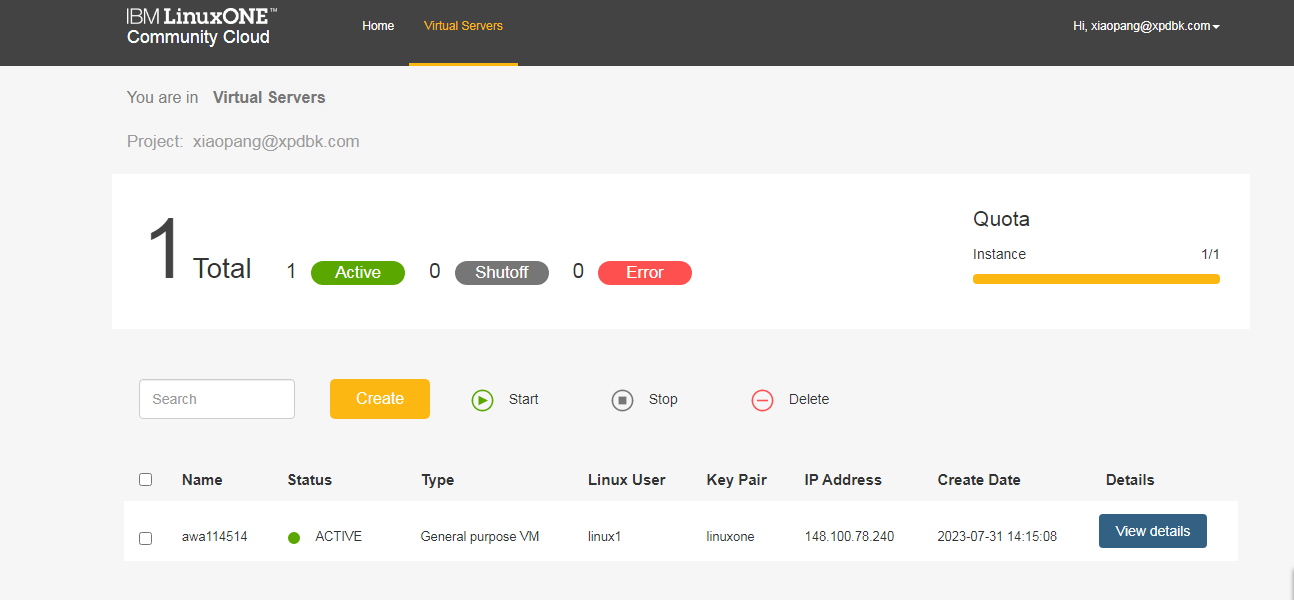 IBM LinuxONE™
Community Cloud
Home
Virtual Servers
Hi, xiaopang@xpdbk.com
You are in Virtual Servers
Project: xiaopang@xpdbk.com
1 Total 1 Active 0 Shutoff 0 Error
Quota
Instance 1/1
Search Create Start Stop Delete
Name Status Type Linux User Key Pair IP Address Create Date Details
awa114514 ACTIVE General purpose VM linux1 linuxone 148.100.78.240 2023-07-31 14:15:08 View details